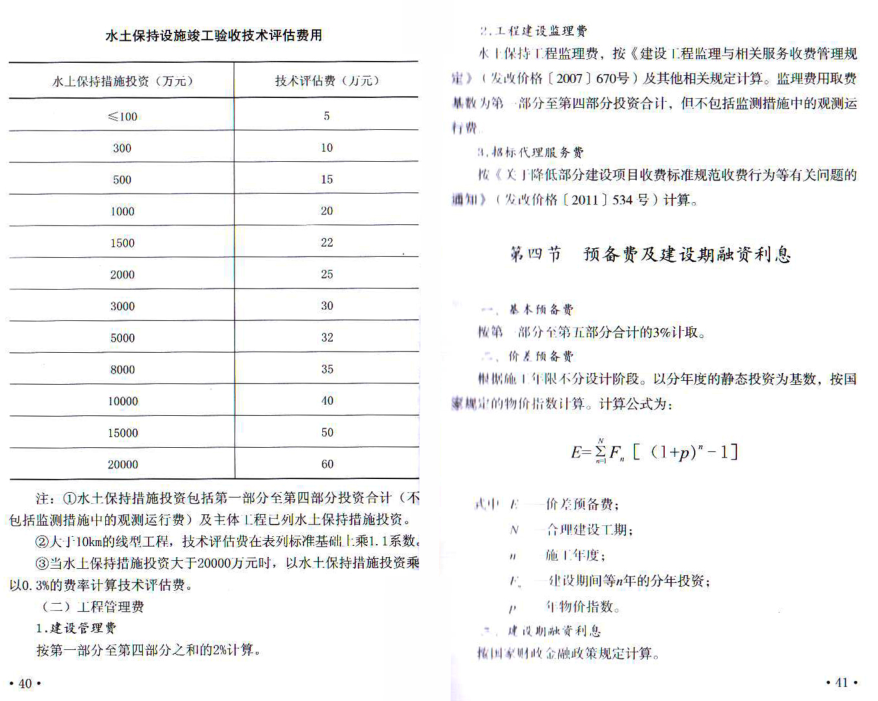 水土保持设施竣工验收技术评估费用
水土保持措施投资（万元） 技术评估费（万元）
≤100 5
300 10
500 15
1000 20
1500 22
2000 25
3000 30
5000 32
8000 35
10000 40
15000 50
20000 60
注：①水土保持措施投资包括第一部分至第四部分投资合计（不
包括监测措施中的观测运行费）及主体工程已列水土保持措施投资。
②大于10km的线型工程，技术评估费在表列标准基础上乘1.1系数。
③当水土保持措施投资大于20000万元时，以水土保持措施投资乘
以0.3%的费率计算技术评估费。
（二）工程管理费
1.建设管理费
按第一部分至第四部分之和的2%计算。
• 40 •
2.工程建设监理费
水土保持工程监理费，按《建设工程监理与相关服务收费管理规
定》（发改价格〔2007〕670号）及其他相关规定计算。监理费用取费
基数为第一部分至第四部分投资合计，但不包括监测措施中的观测运
行费
3.招标代理服务费
按《关于降低部分建设项目收费标准规范收费行为等有关问题的
通知》（发改价格〔2011〕534号）计算。
第四节 预备费及建设期融资利息
一、基本预备费
按第一部分至第五部分合计的3%计取。
二、价差预备费
根据施工年限不分设计阶段。以分年度的静态投资为基数，按国
家规定的物价指数计算。计算公式为：
E=∑Fₙ［（1+p）ⁿ−1］
式中 E——价差预备费；
N 合理建设工期；
n 施工年度；
Fₙ 建设期间等n年的分年投资；
p 年物价指数。
三、建设期融资利息
按国家财政金融政策规定计算。
• 41 •